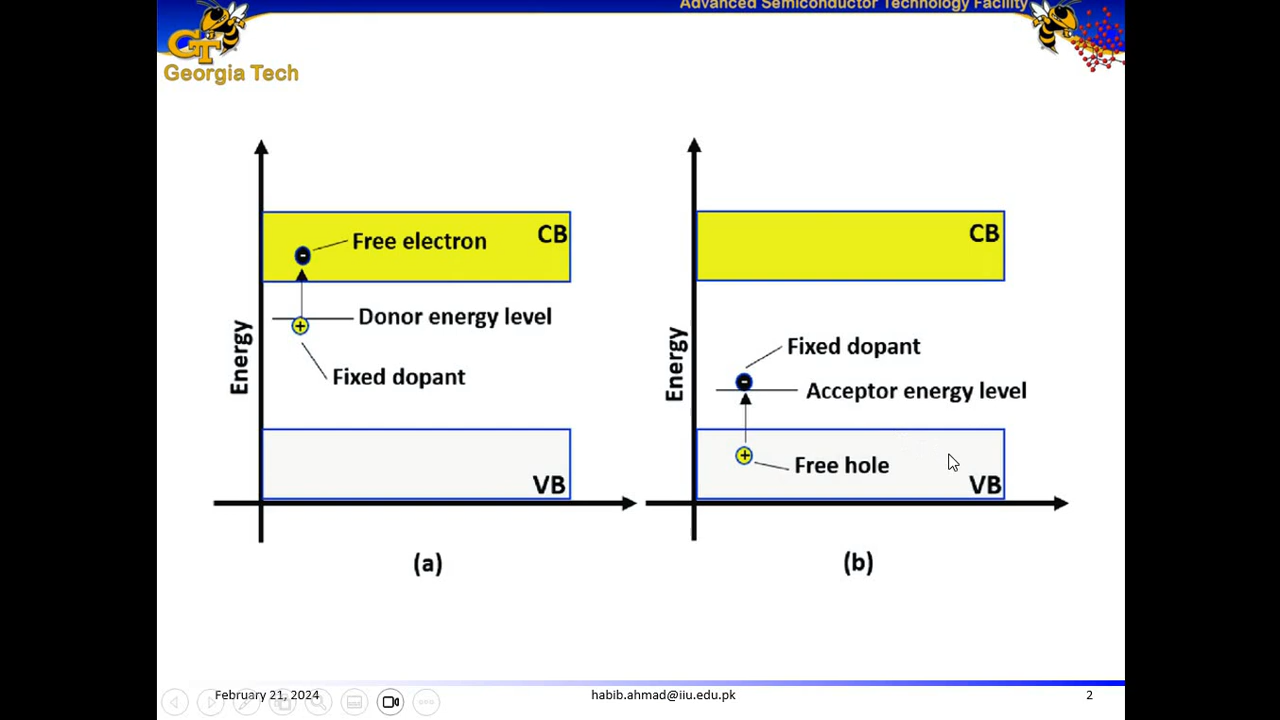 Advanced Semiconductor Technology Facility
GT
Georgia Tech
Energy
CB
Free electron
-
Donor energy level
+
Fixed dopant
VB
(a)
Energy
CB
Fixed dopant
-
Acceptor energy level
+
Free hole
VB
(b)
February 21, 2024
habib.ahmad@iiu.edu.pk
2